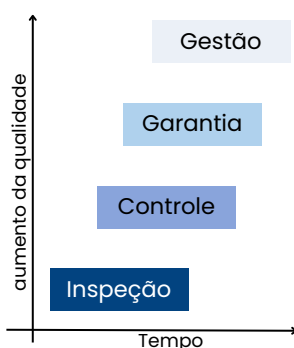 Gestão
Garantia
Controle
Inspeção
aumento da qualidade
Tempo